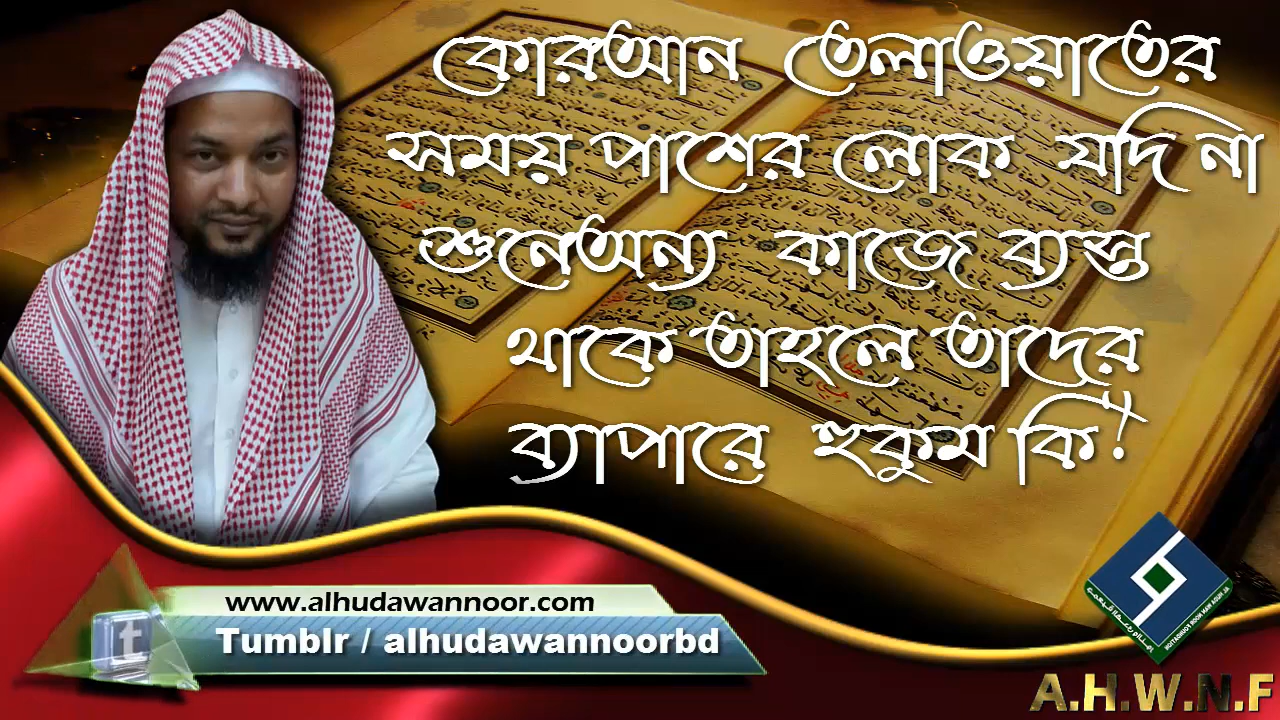 কোরআন তেলাওয়াতের
সময় পাশের লোক যদি না
শুনেঅন্য কাজে ব্যস্ত
থাকে তাহলে তাদের
ব্যাপারে হুকুম কি!
www.alhudawannoor.com
Tumblr / alhudawannoorbd
t
A.H.W.N.F